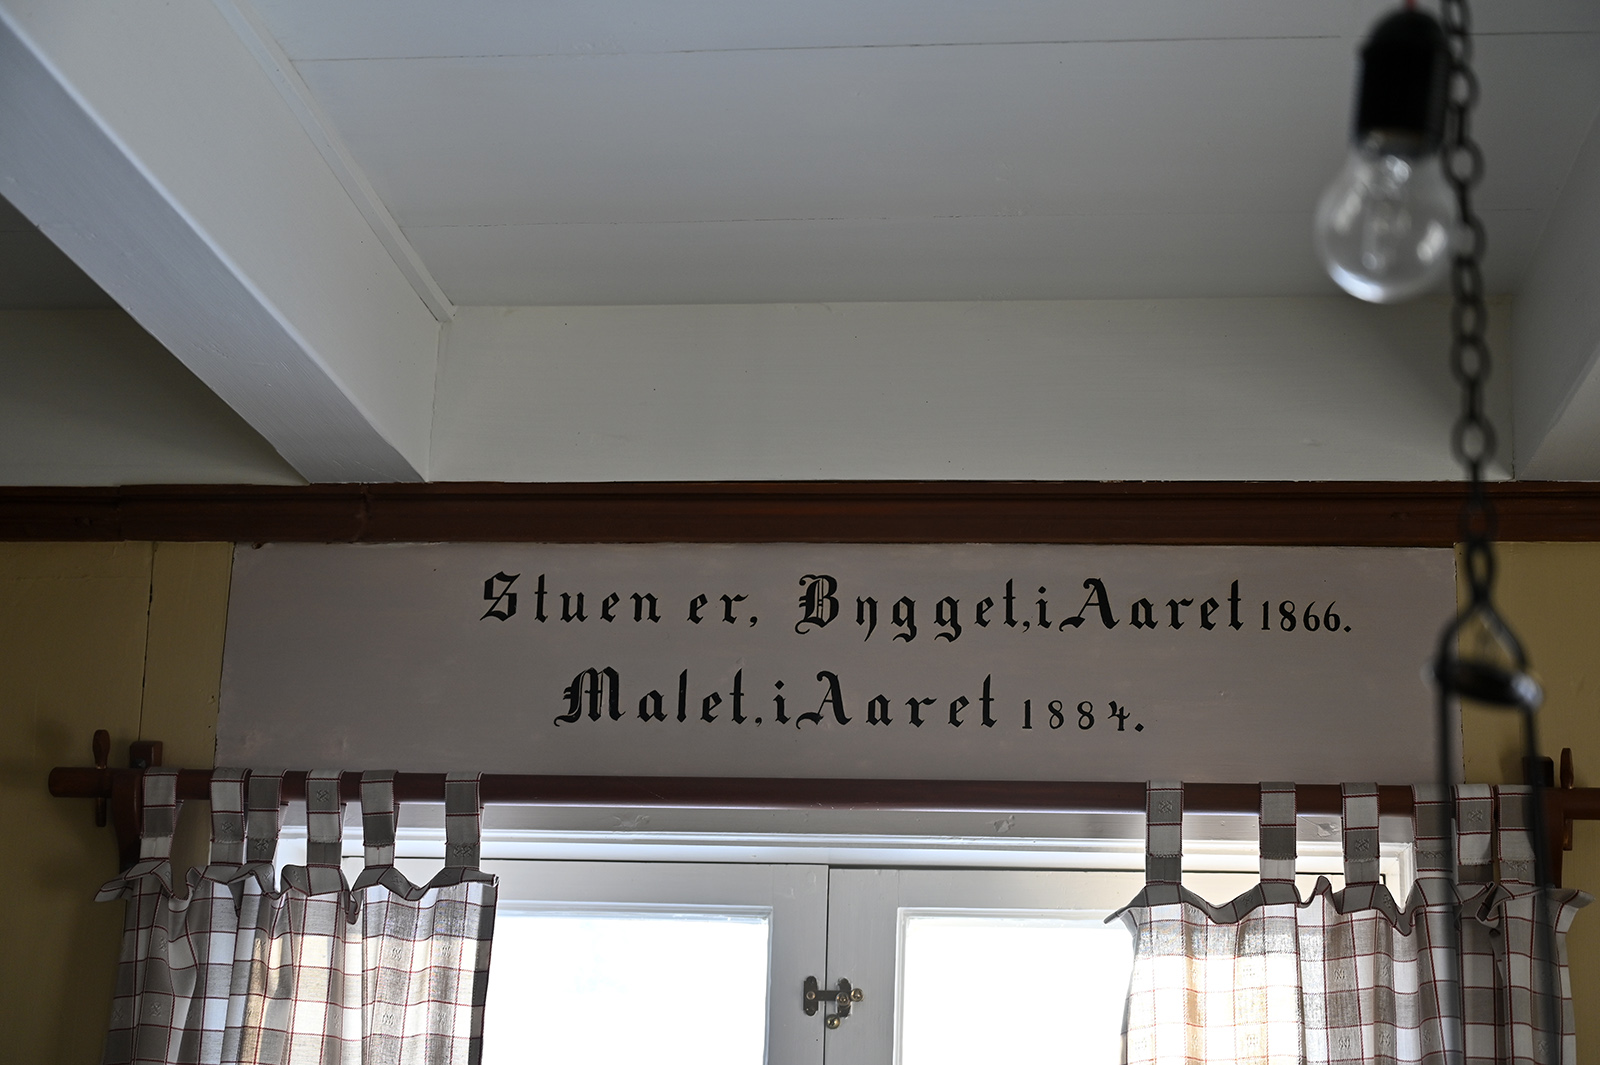 Stuen er, Bygget, i Aaret 1866.
Malet, i Aaret 1884.